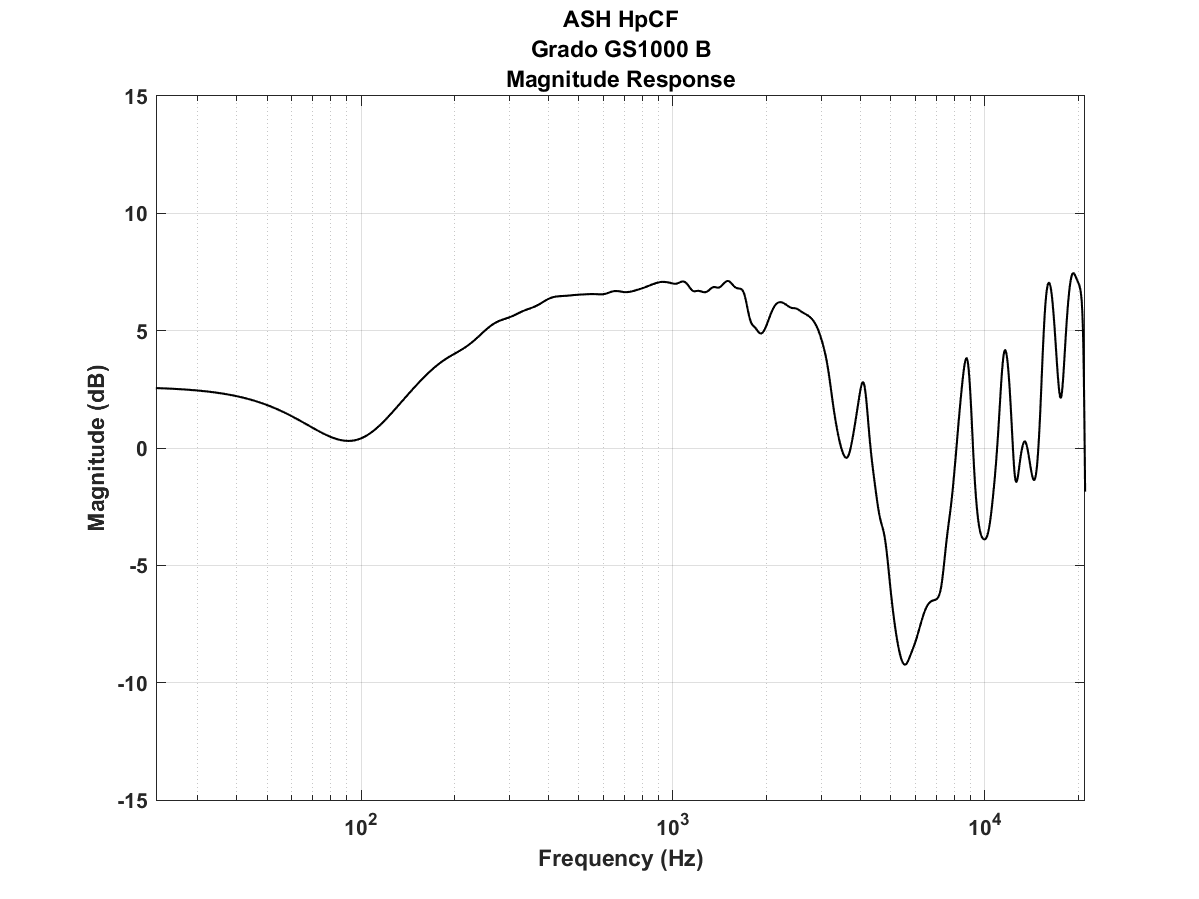 ASH HpCF
Grado GS1000 B
Magnitude Response
15
10
5
0
-5
-10
-15
Magnitude (dB)
10² 10³ 10⁴
Frequency (Hz)